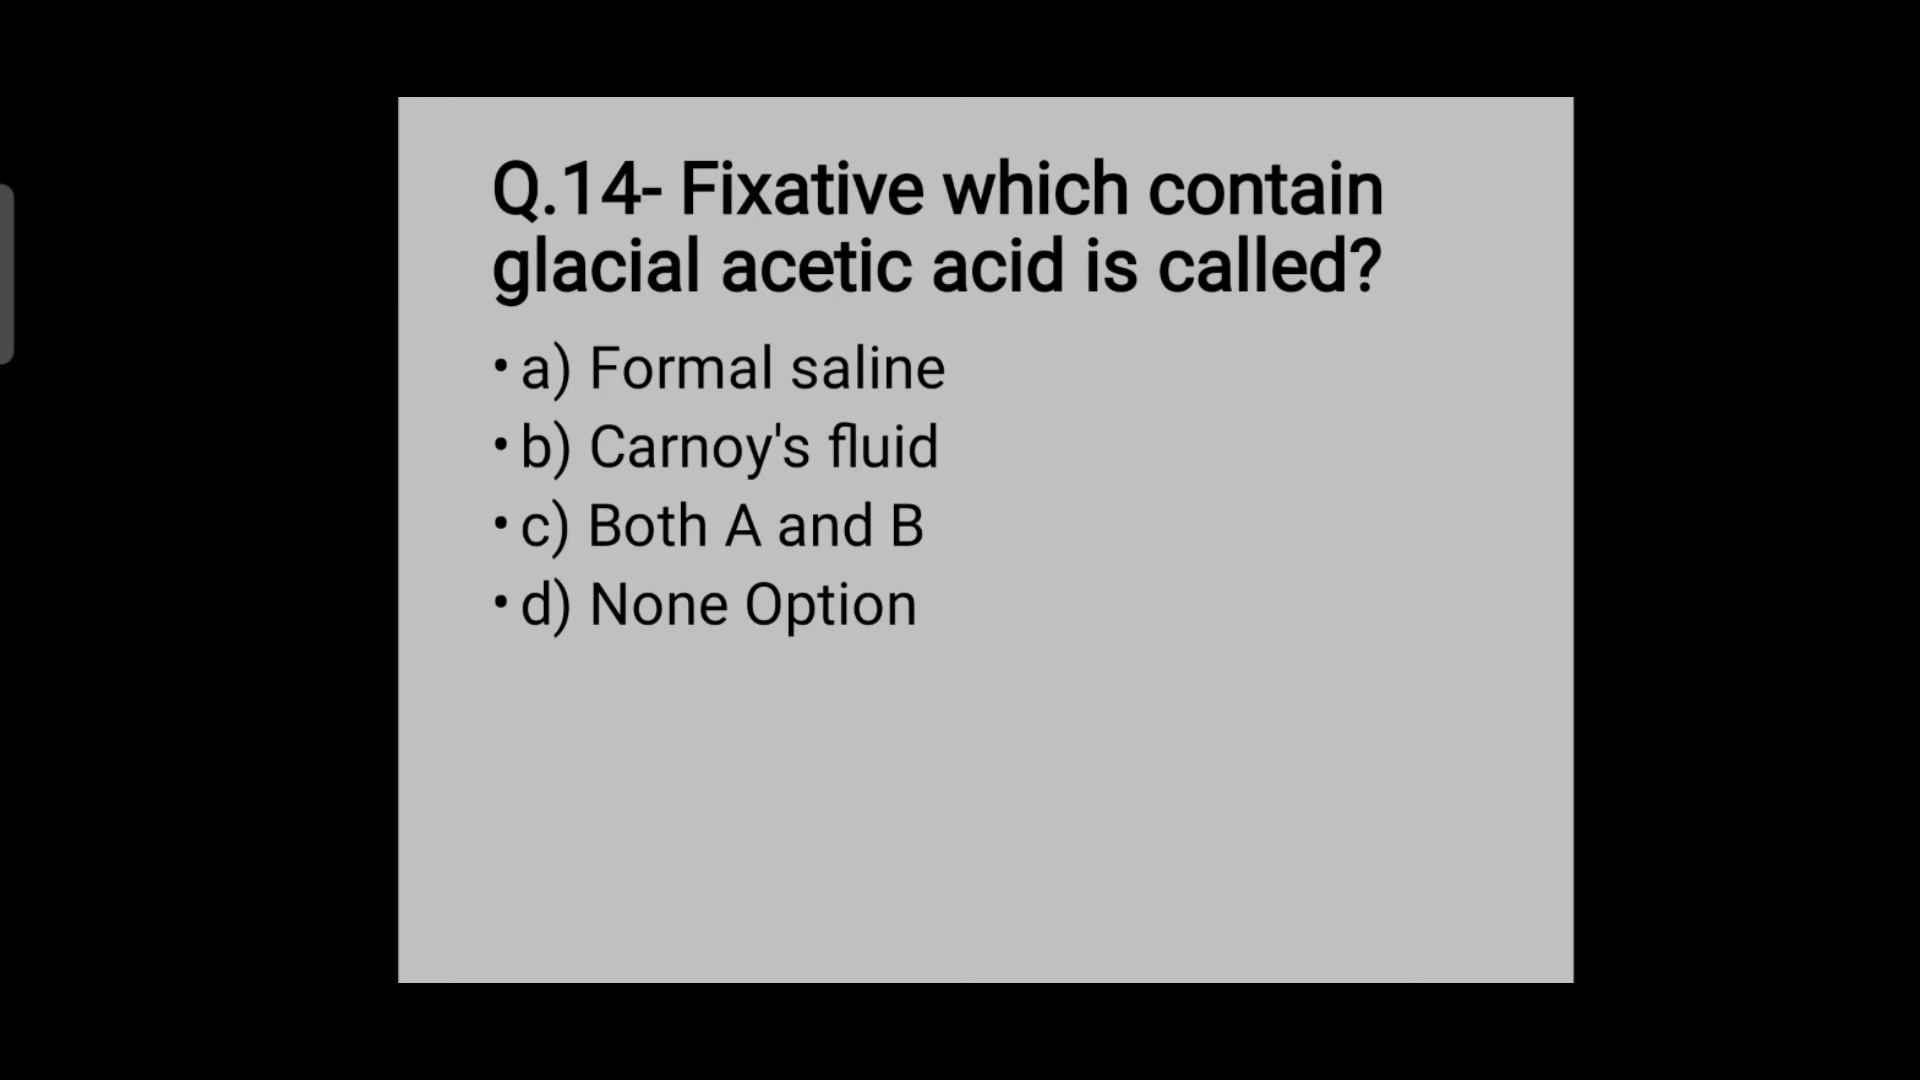 Q.14- Fixative which contain
glacial acetic acid is called?
• a) Formal saline
• b) Carnoy's fluid
• c) Both A and B
• d) None Option